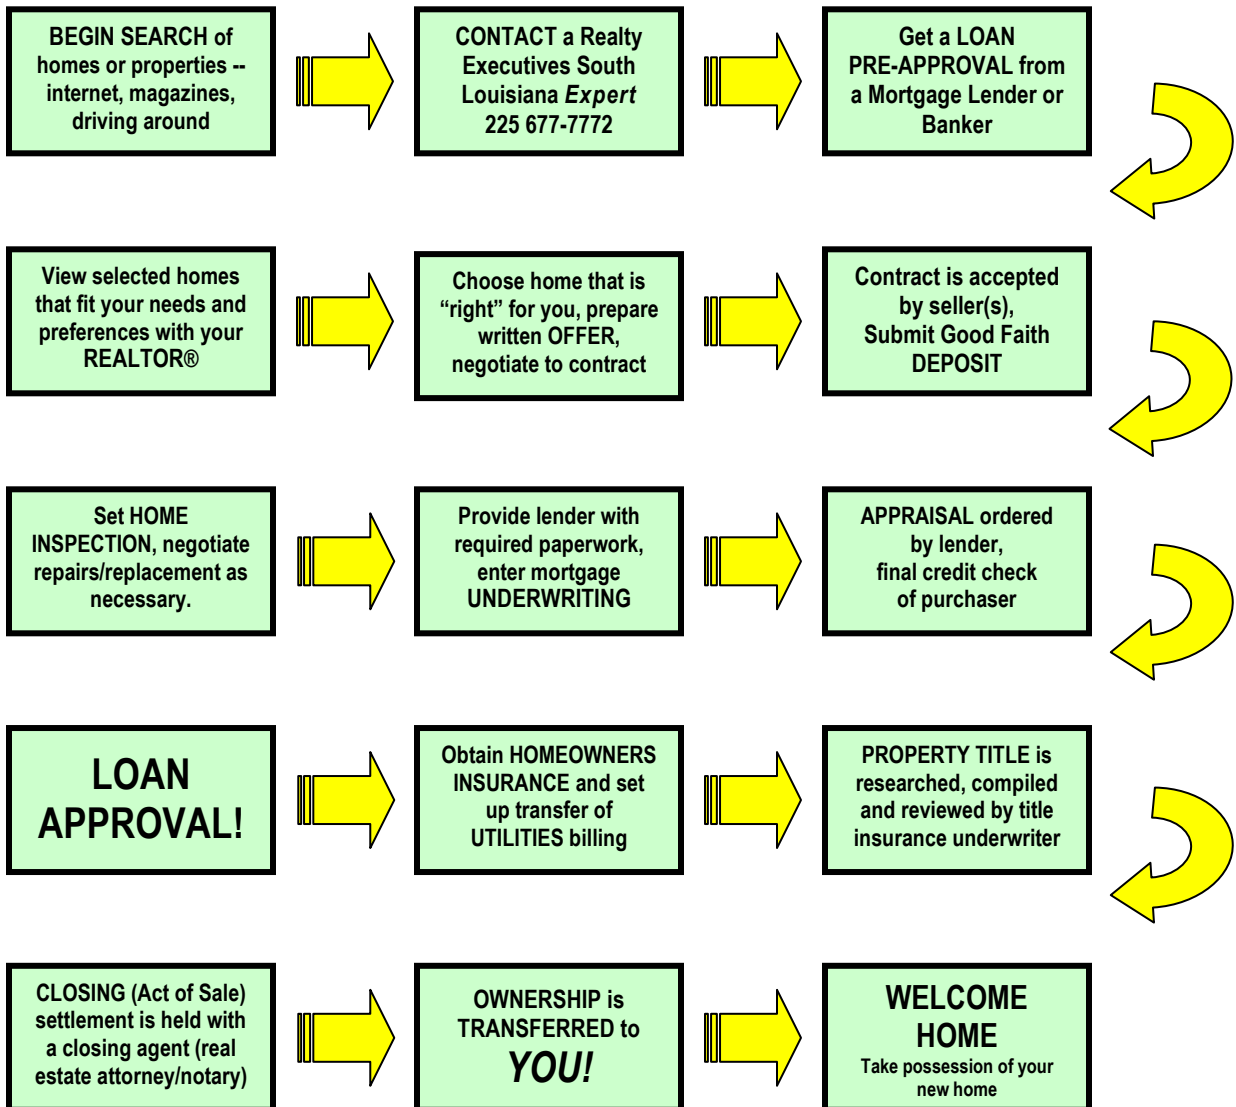 BEGIN SEARCH of
homes or properties --
internet, magazines,
driving around
CONTACT a Realty
Executives South
Louisiana Expert
225 677-7772
Get a LOAN
PRE-APPROVAL from
a Mortgage Lender or
Banker
View selected homes
that fit your needs and
preferences with your
REALTOR®
Choose home that is
“right” for you, prepare
written OFFER,
negotiate to contract
Contract is accepted
by seller(s),
Submit Good Faith
DEPOSIT
Set HOME
INSPECTION, negotiate
repairs/replacement as
necessary.
Provide lender with
required paperwork,
enter mortgage
UNDERWRITING
APPRAISAL ordered
by lender,
final credit check
of purchaser
LOAN
APPROVAL!
Obtain HOMEOWNERS
INSURANCE and set
up transfer of
UTILITIES billing
PROPERTY TITLE is
researched, compiled
and reviewed by title
insurance underwriter
CLOSING (Act of Sale)
settlement is held with
a closing agent (real
estate attorney/notary)
OWNERSHIP is
TRANSFERRED to
YOU!
WELCOME
HOME
Take possession of your
new home